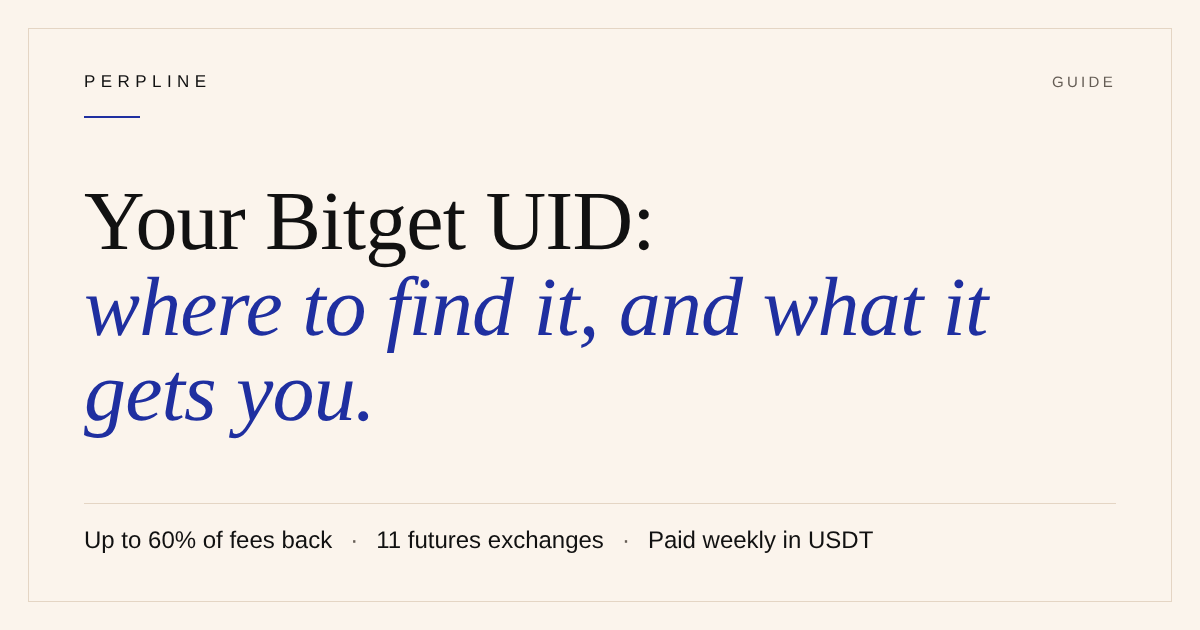 PERPLINE
GUIDE
Your Bitget UID:
where to find it, and what it
gets you.
Up to 60% of fees back · 11 futures exchanges · Paid weekly in USDT